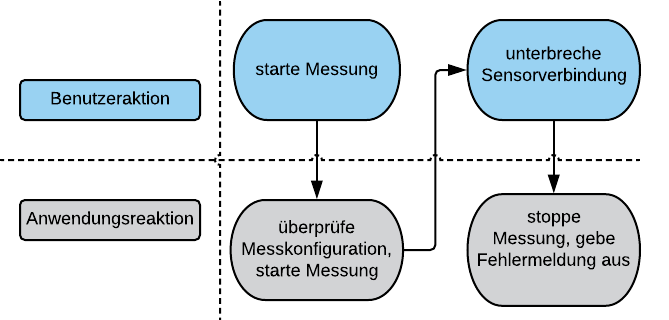 Benutzeraktion
starte Messung
unterbreche
Sensorverbindung
Anwendungsreaktion
überprüfe
Messkonfiguration,
starte Messung
stoppe
Messung, gebe
Fehlermeldung aus